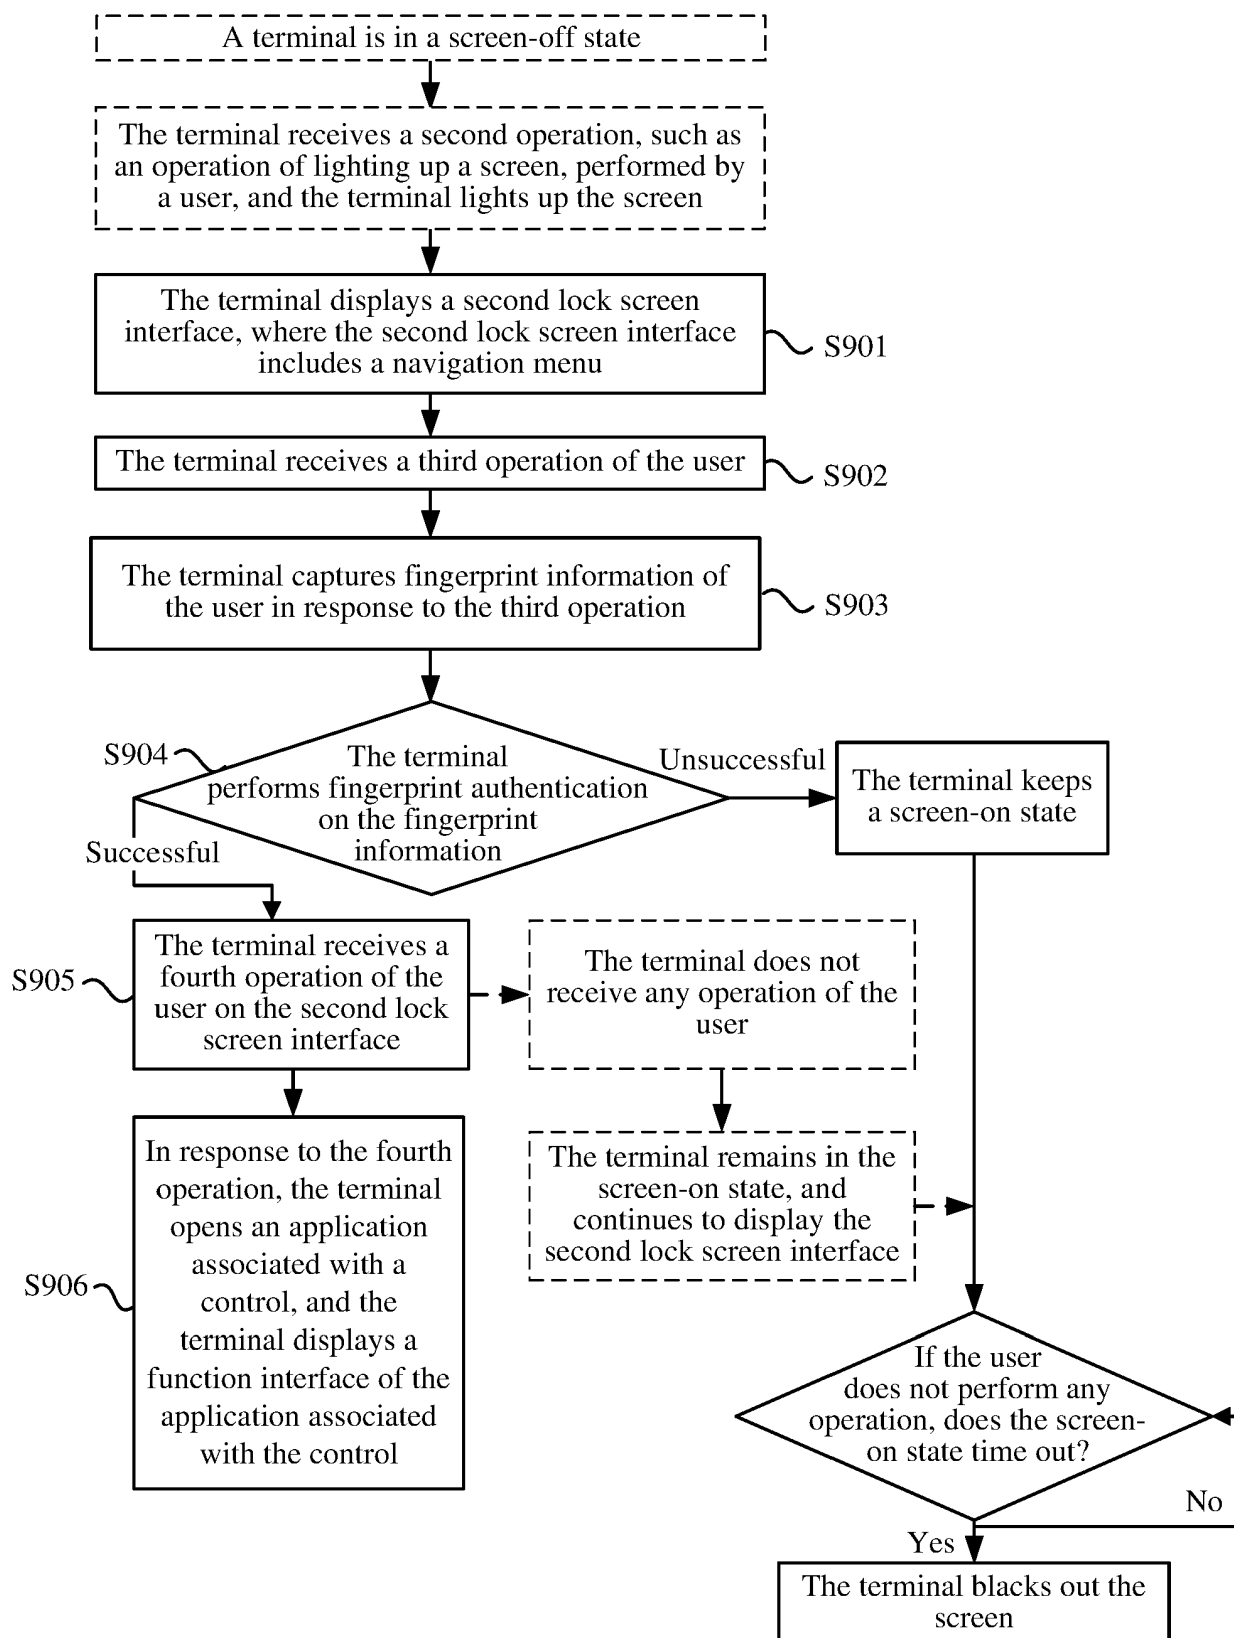 A terminal is in a screen-off state
The terminal receives a second operation, such as
an operation of lighting up a screen, performed by
a user, and the terminal lights up the screen
The terminal displays a second lock screen
interface, where the second lock screen interface
includes a navigation menu
S901
The terminal receives a third operation of the user
S902
The terminal captures fingerprint information of
the user in response to the third operation
S903
S904
The terminal
performs fingerprint authentication
on the fingerprint
information
Unsuccessful
The terminal keeps
a screen-on state
Successful
The terminal receives a
fourth operation of the
user on the second lock
screen interface
S905
The terminal does not
receive any operation of the
user
In response to the fourth
operation, the terminal
opens an application
associated with a
control, and the
terminal displays a
function interface of the
application associated
with the control
S906
The terminal remains in the
screen-on state, and
continues to display the
second lock screen interface
If the user
does not perform any
operation, does the screen-
on state time out?
No
Yes
The terminal blacks out the
screen